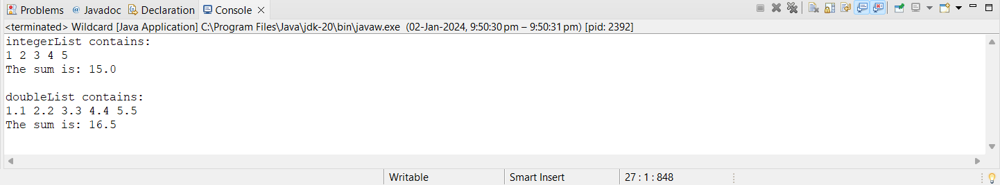 Problems @ Javadoc Declaration Console
<terminated> Wildcard [Java Application] C:\Program Files\Java\jdk-20\bin\javaw.exe (02-Jan-2024, 9:50:30 pm – 9:50:31 pm) [pid: 2392]
integerList contains:
1 2 3 4 5
The sum is: 15.0
doubleList contains:
1.1 2.2 3.3 4.4 5.5
The sum is: 16.5
Writable Smart Insert 27 : 1 : 848